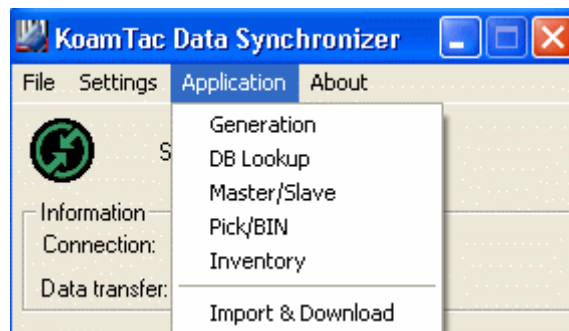 KoamTac Data Synchronizer
File Settings Application About
Generation
S
DB Lookup
Master/Slave
Information
Pick/BIN
Connection:
Inventory
Data transfer:
Import & Download